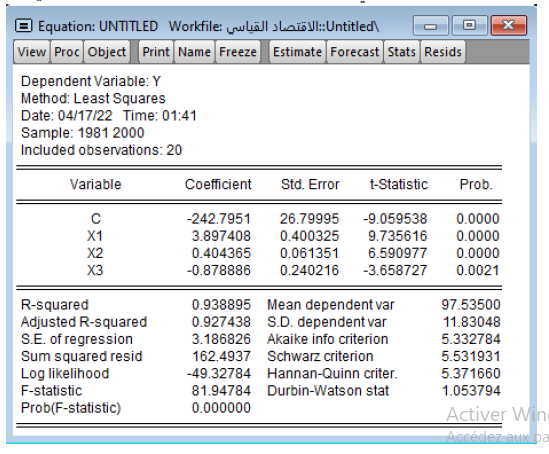 Equation: UNTITLED Workfile: الاقتصاد القياسي::Untitled\
View Proc Object Print Name Freeze Estimate Forecast Stats Resids
Dependent Variable: Y
Method: Least Squares
Date: 04/17/22 Time: 01:41
Sample: 1981 2000
Included observations: 20
Variable Coefficient Std. Error t-Statistic Prob.
C -242.7951 26.79995 -9.059538 0.0000
X1 3.897408 0.400325 9.735616 0.0000
X2 0.404365 0.061351 6.590977 0.0000
X3 -0.878886 0.240216 -3.658727 0.0021
R-squared 0.938895 Mean dependent var 97.53500
Adjusted R-squared 0.927438 S.D. dependent var 11.83048
S.E. of regression 3.186826 Akaike info criterion 5.332784
Sum squared resid 162.4937 Schwarz criterion 5.531931
Log likelihood -49.32784 Hannan-Quinn criter. 5.371660
F-statistic 81.94784 Durbin-Watson stat 1.053794
Prob(F-statistic) 0.000000
Activer Win
Accédez aux pa